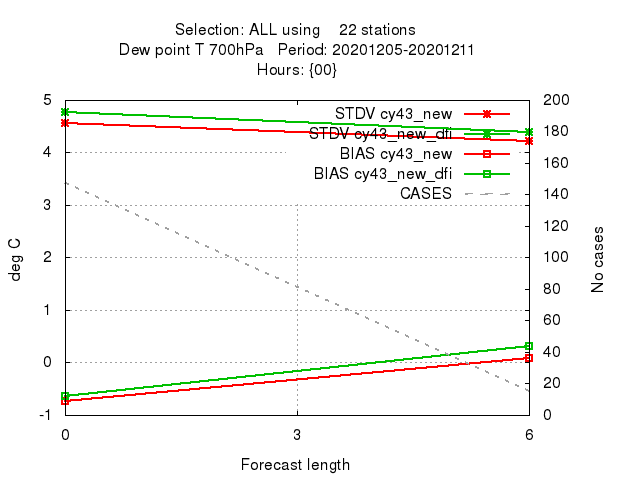 Selection: ALL using    22 stations
Dew point T 700hPa   Period: 20201205-20201211
Hours: {00}
5
4
3
2
1
0
-1
deg C
200
180
160
140
120
100
80
60
40
20
0
No cases
STDV cy43_new
STDV cy43_new_dfi
BIAS cy43_new
BIAS cy43_new_dfi
CASES
0
3
6
Forecast length